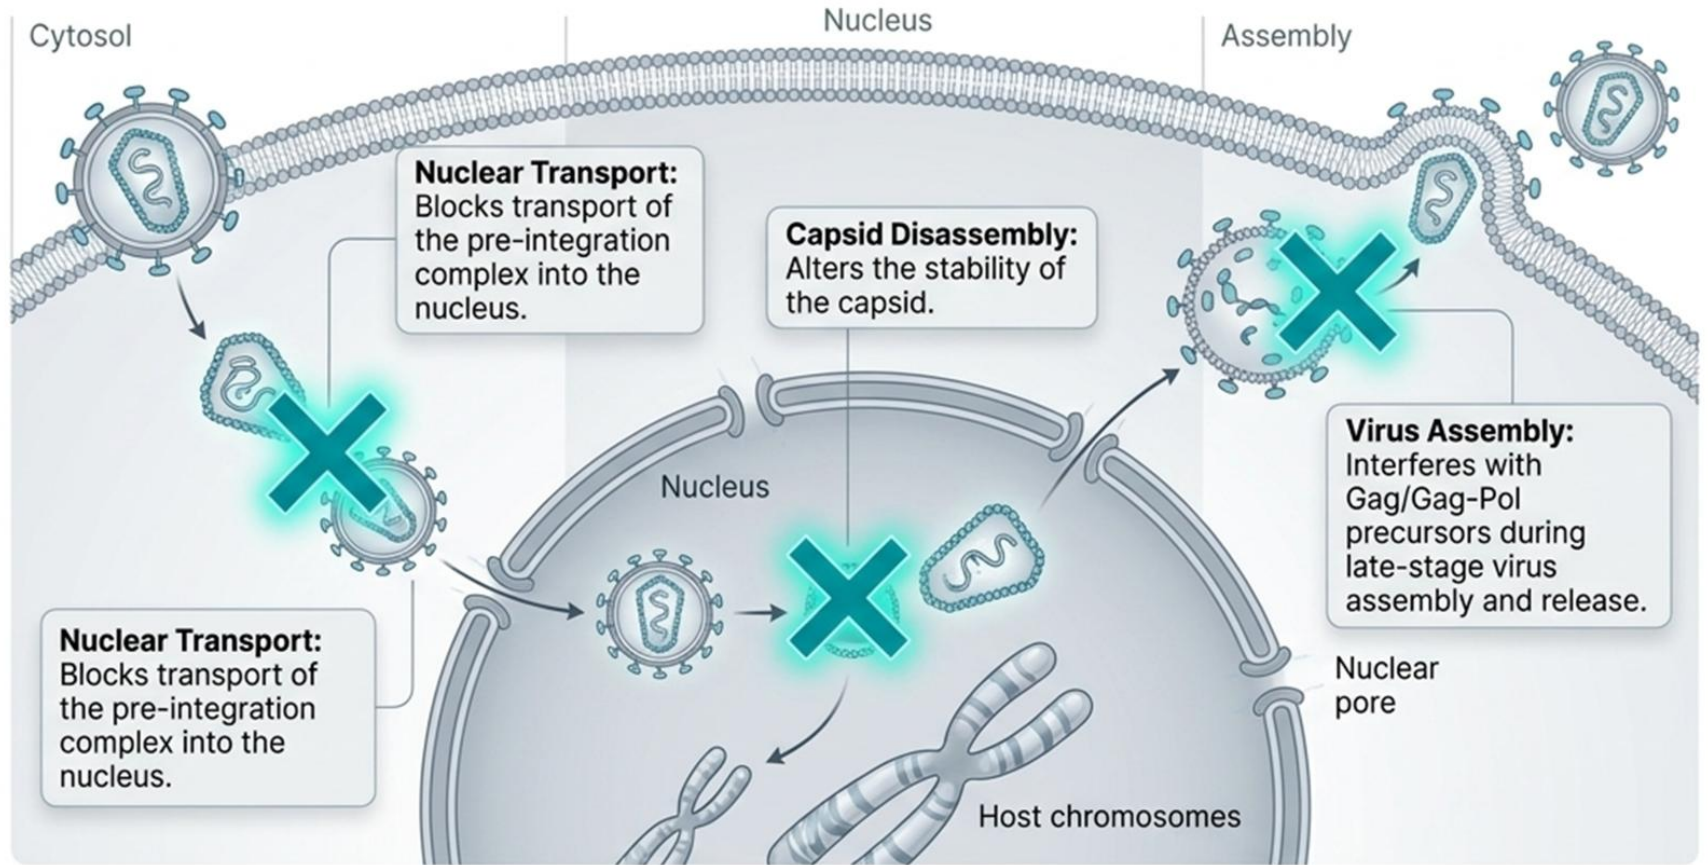 Cytosol
Nucleus
Assembly
Nuclear Transport:
Blocks transport of
the pre-integration
complex into the
nucleus.
Capsid Disassembly:
Alters the stability of
the capsid.
Virus Assembly:
Interferes with
Gag/Gag-Pol
precursors during
late-stage virus
assembly and release.
Nucleus
Nuclear Transport:
Blocks transport of
the pre-integration
complex into the
nucleus.
Nuclear
pore
Host chromosomes